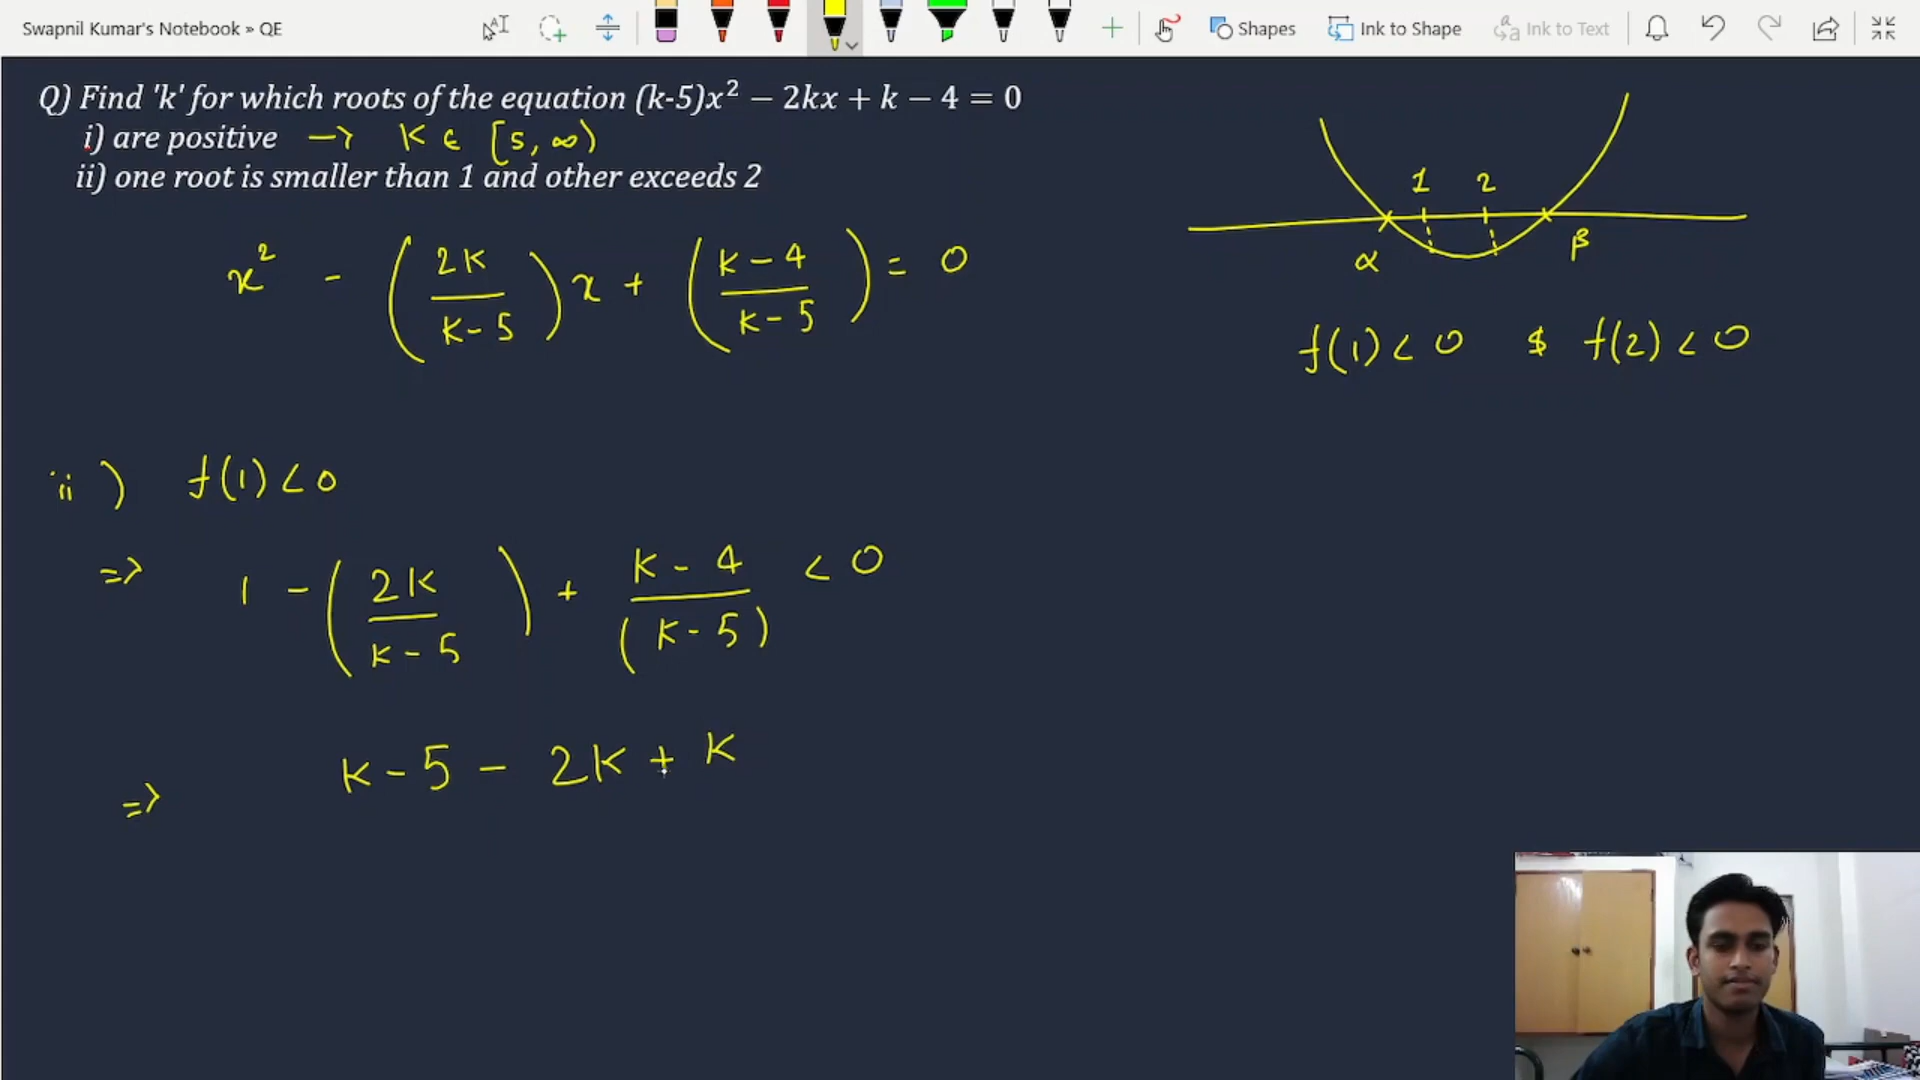 Swapnil Kumar's Notebook » QE
Shapes
Ink to Shape
Ink to Text
Q) Find 'k' for which roots of the equation (k-5)x² − 2kx + k − 4 = 0
i) are positive → K ∈ [5, ∞)
ii) one root is smaller than 1 and other exceeds 2
x² - (2K/K-5)x + (K-4/K-5) = 0
1 2
α β
f(1) < 0 $ f(2) < 0
ii) f(1) < 0
=> 1 - (2K/K-5) + K-4/(K-5) < 0
=> K-5 - 2K + K